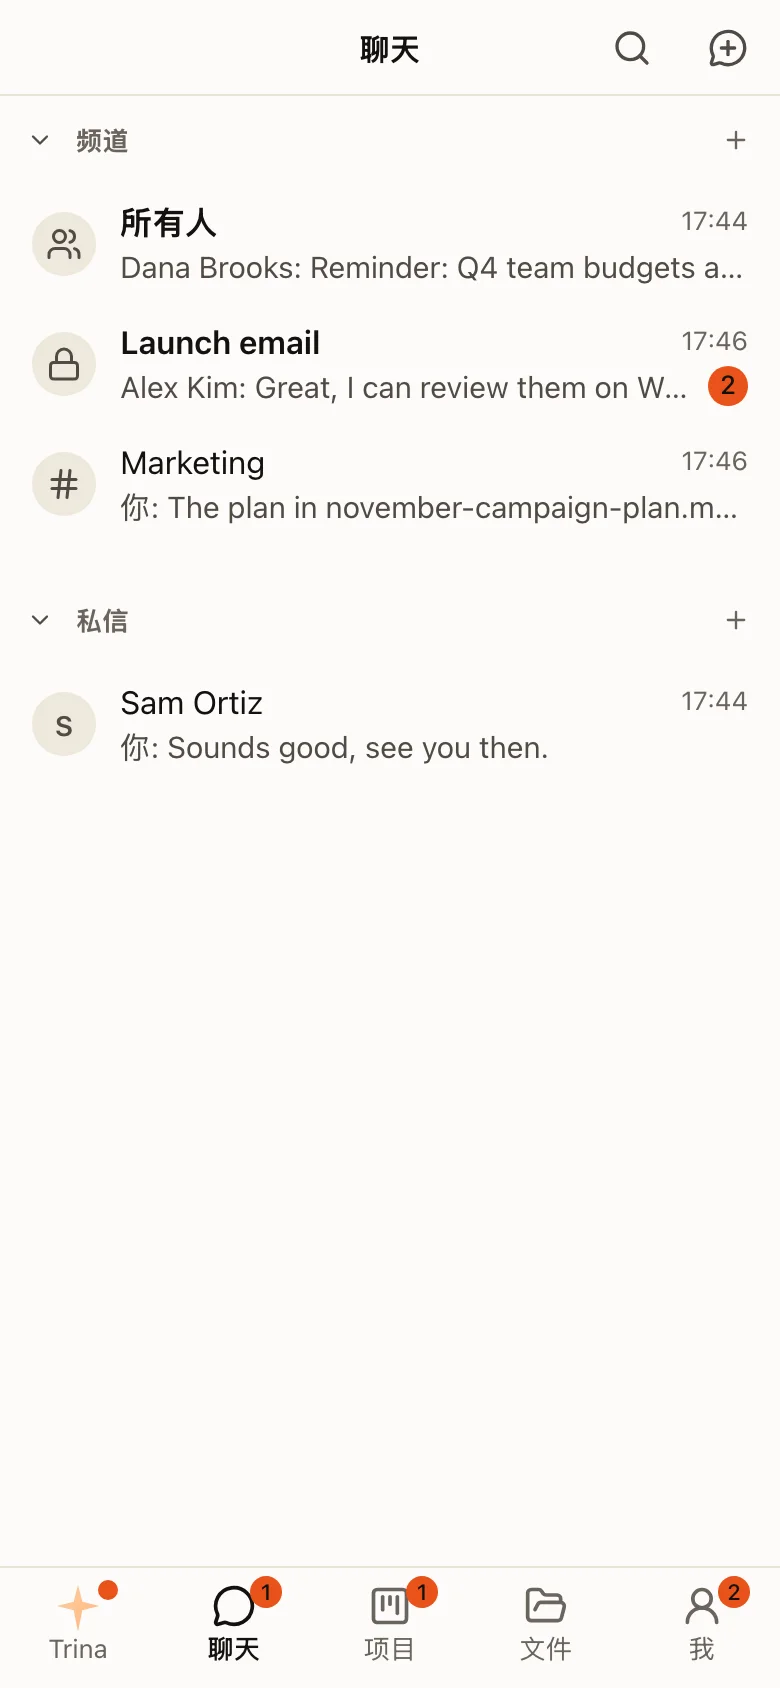 聊天
频道
所有人
17:44
Dana Brooks: Reminder: Q4 team budgets a...
Launch email
17:46
Alex Kim: Great, I can review them on W...
2
Marketing
17:46
你: The plan in november-campaign-plan.m...
私信
S
Sam Ortiz
17:44
你: Sounds good, see you then.
1
1
2
Trina
聊天
项目
文件
我